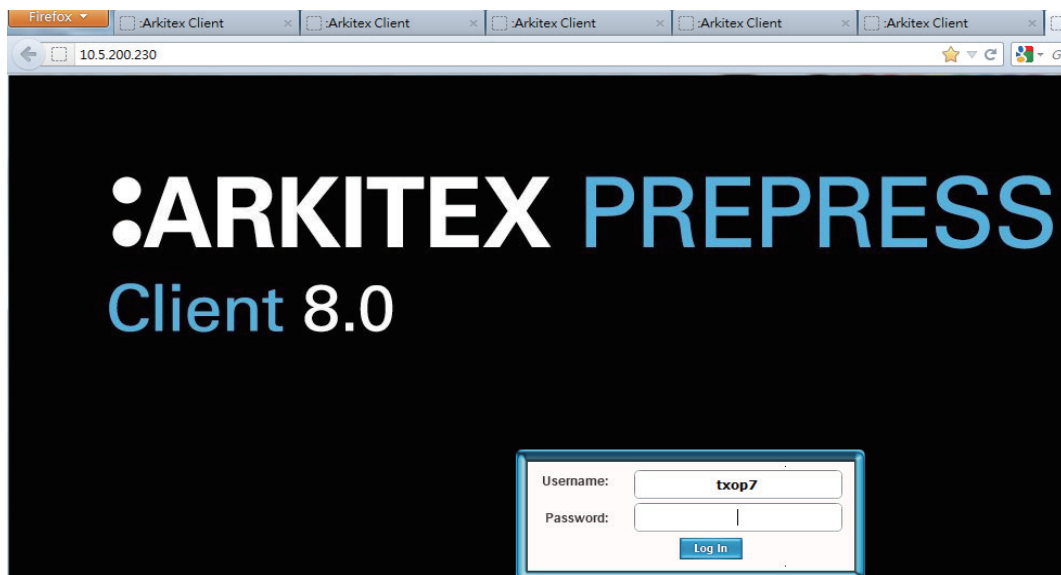 Firefox
:Arkitex Client
:Arkitex Client
:Arkitex Client
:Arkitex Client
:Arkitex Client
10.5.200.230
G
:ARKITEX PREPRESS
Client 8.0
Username: txop7
Password:
Log In